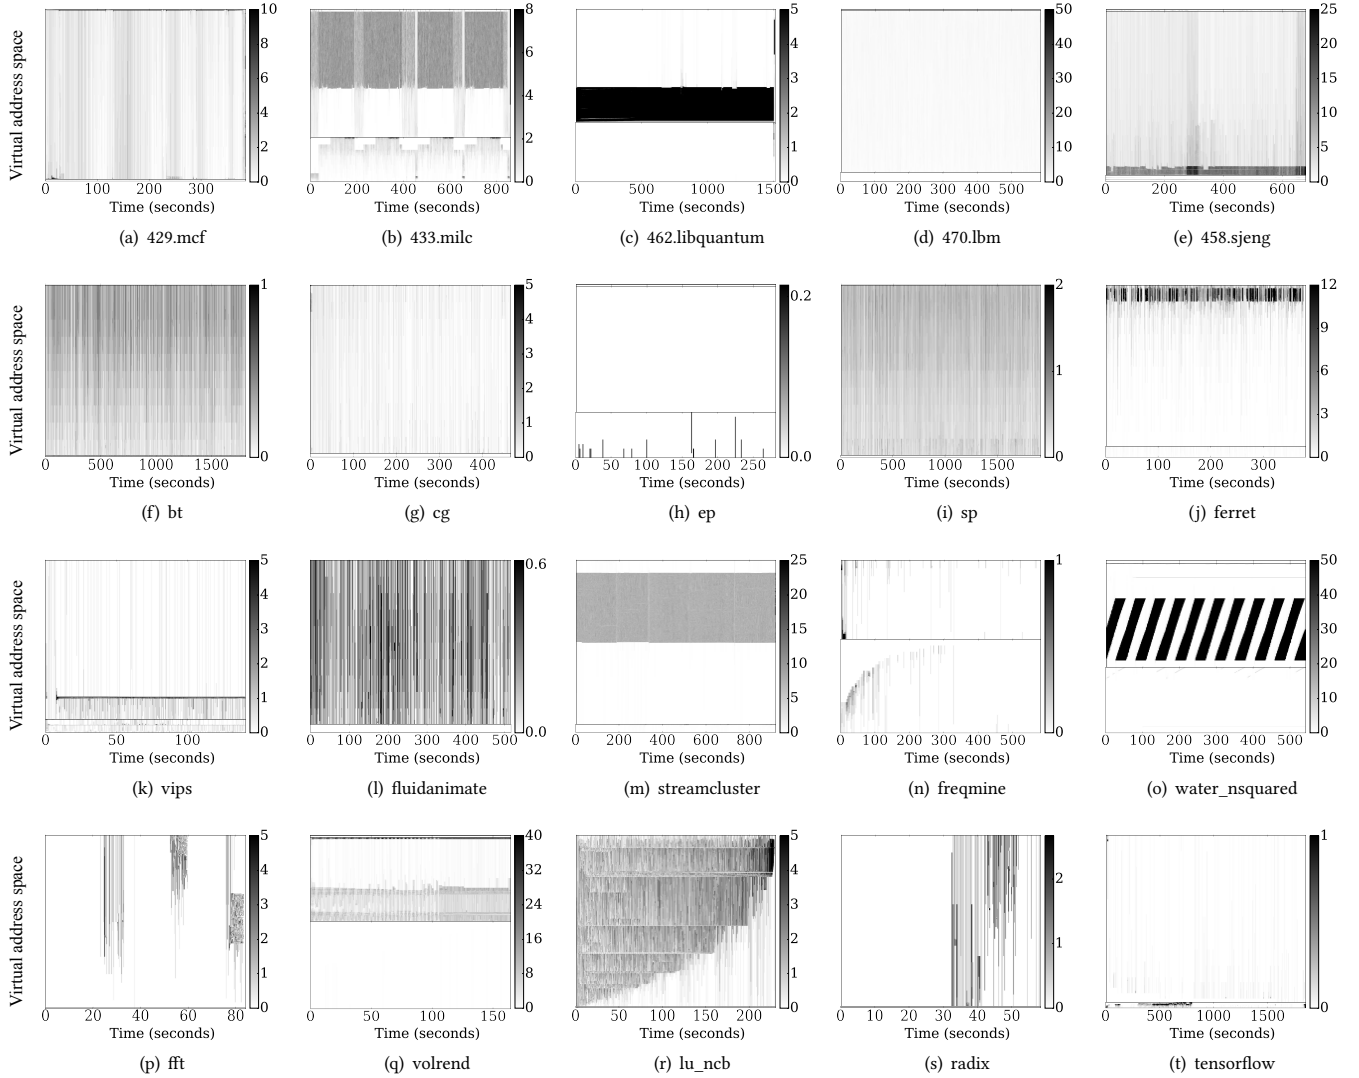 Virtual address space
0 100 200 300
0 2 4 6 8 10
Time (seconds)
(a) 429.mcf
0 200 400 600 800
0 2 4 6 8
Time (seconds)
(b) 433.milc
0 500 1000 1500
0 1 2 3 4 5
Time (seconds)
(c) 462.libquantum
0 100 200 300 400 500
0 10 20 30 40 50
Time (seconds)
(d) 470.lbm
0 200 400 600
0 5 10 15 20 25
Time (seconds)
(e) 458.sjeng
Virtual address space
0 500 1000 1500
0 1
Time (seconds)
(f) bt
0 100 200 300 400
0 1 2 3 4 5
Time (seconds)
(g) cg
0 50 100 150 200 250
0.0 0.2
Time (seconds)
(h) ep
0 500 1000 1500
0 1 2
Time (seconds)
(i) sp
0 100 200 300
0 3 6 9 12
Time (seconds)
(j) ferret
Virtual address space
0 50 100
0 1 2 3 4 5
Time (seconds)
(k) vips
0 100 200 300 400 500
0.0 0.6
Time (seconds)
(l) fluidanimate
0 200 400 600 800
0 5 10 15 20 25
Time (seconds)
(m) streamcluster
0 100 200 300 400 500
0 1
Time (seconds)
(n) freqmine
0 100 200 300 400 500
0 10 20 30 40 50
Time (seconds)
(o) water_nsquared
Virtual address space
0 20 40 60 80
0 1 2 3 4 5
Time (seconds)
(p) fft
0 50 100 150
0 8 16 24 32 40
Time (seconds)
(q) volrend
0 50 100 150 200
0 1 2 3 4 5
Time (seconds)
(r) lu_ncb
0 10 20 30 40 50
0 1 2
Time (seconds)
(s) radix
0 500 1000 1500
0 1
Time (seconds)
(t) tensorflow